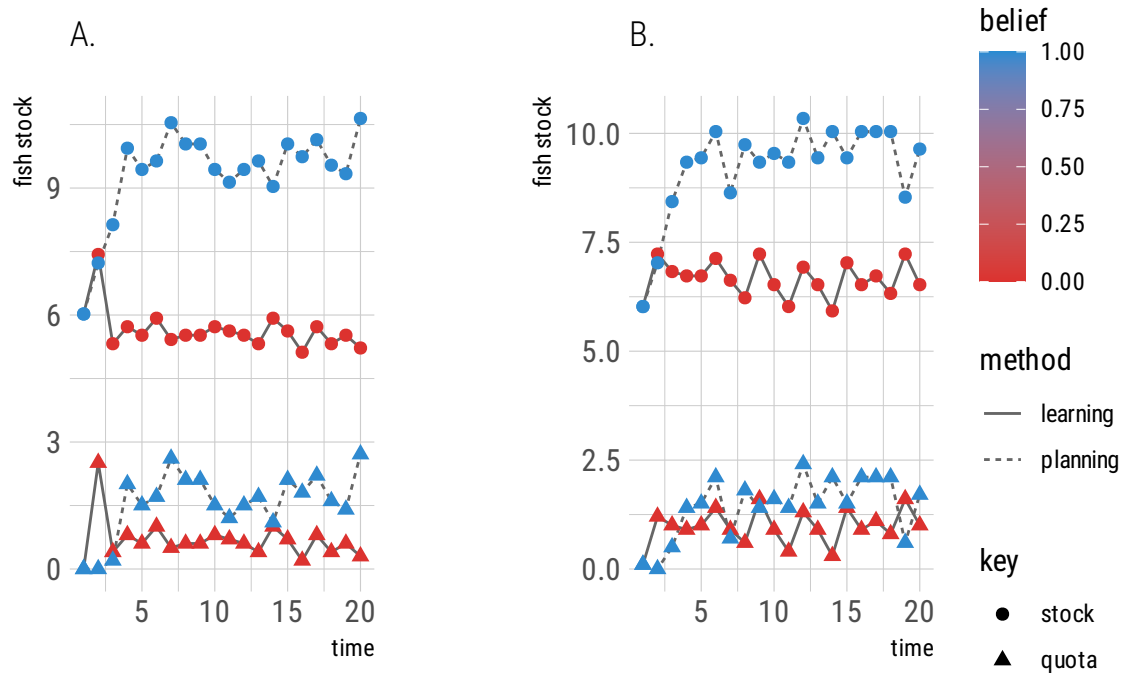 A.
fish stock
9
6
3
0
5 10 15 20
time
B.
fish stock
10.0
7.5
5.0
2.5
0.0
5 10 15 20
time
belief
1.00
0.75
0.50
0.25
0.00
method
learning
planning
key
stock
quota